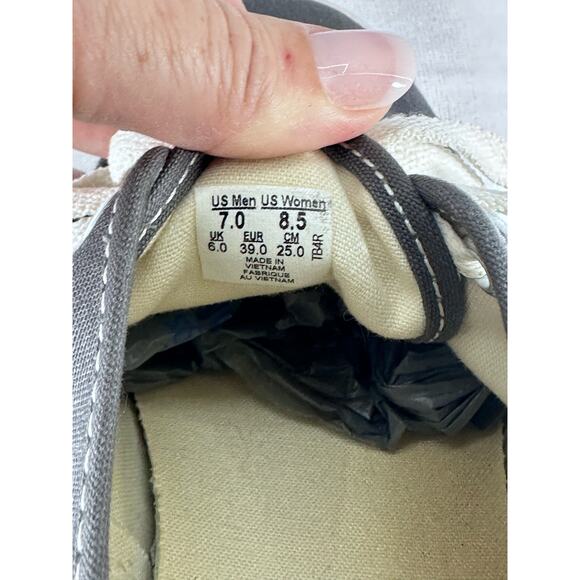 US Men US Women
7.0 8.5
UK EUR CM
6.0 39.0 25.0
MADE IN
VIETNAM
FABRIQUE
AU VIETNAM
TB4R